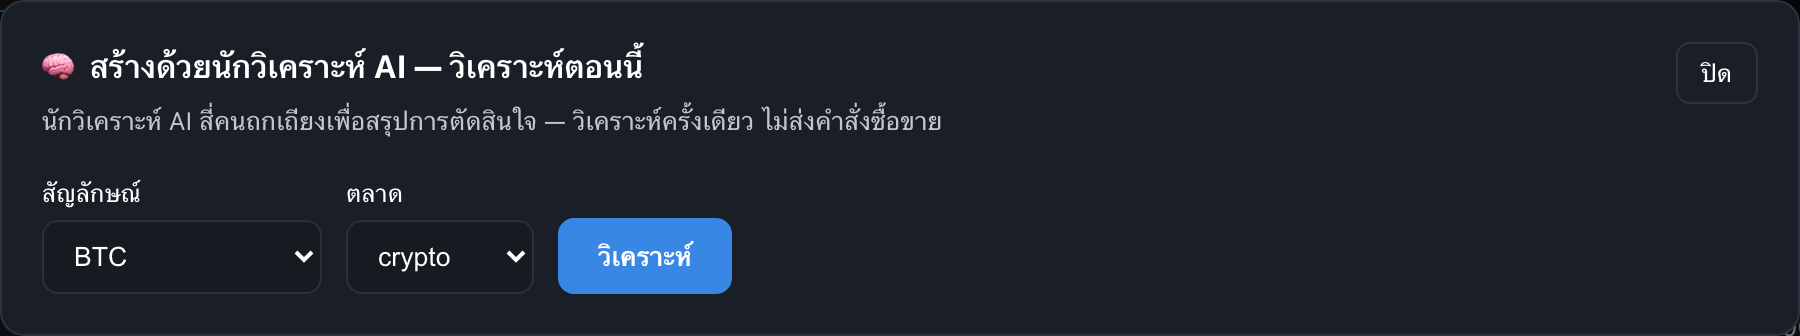 สร้างด้วยนักวิเคราะห์ AI — วิเคราะห์ตอนนี้
ปิด
นักวิเคราะห์ AI สี่คนถกเถียงเพื่อสรุปการตัดสินใจ — วิเคราะห์ครั้งเดียว ไม่ส่งคำสั่งซื้อขาย
สัญลักษณ์ ตลาด
BTC crypto วิเคราะห์